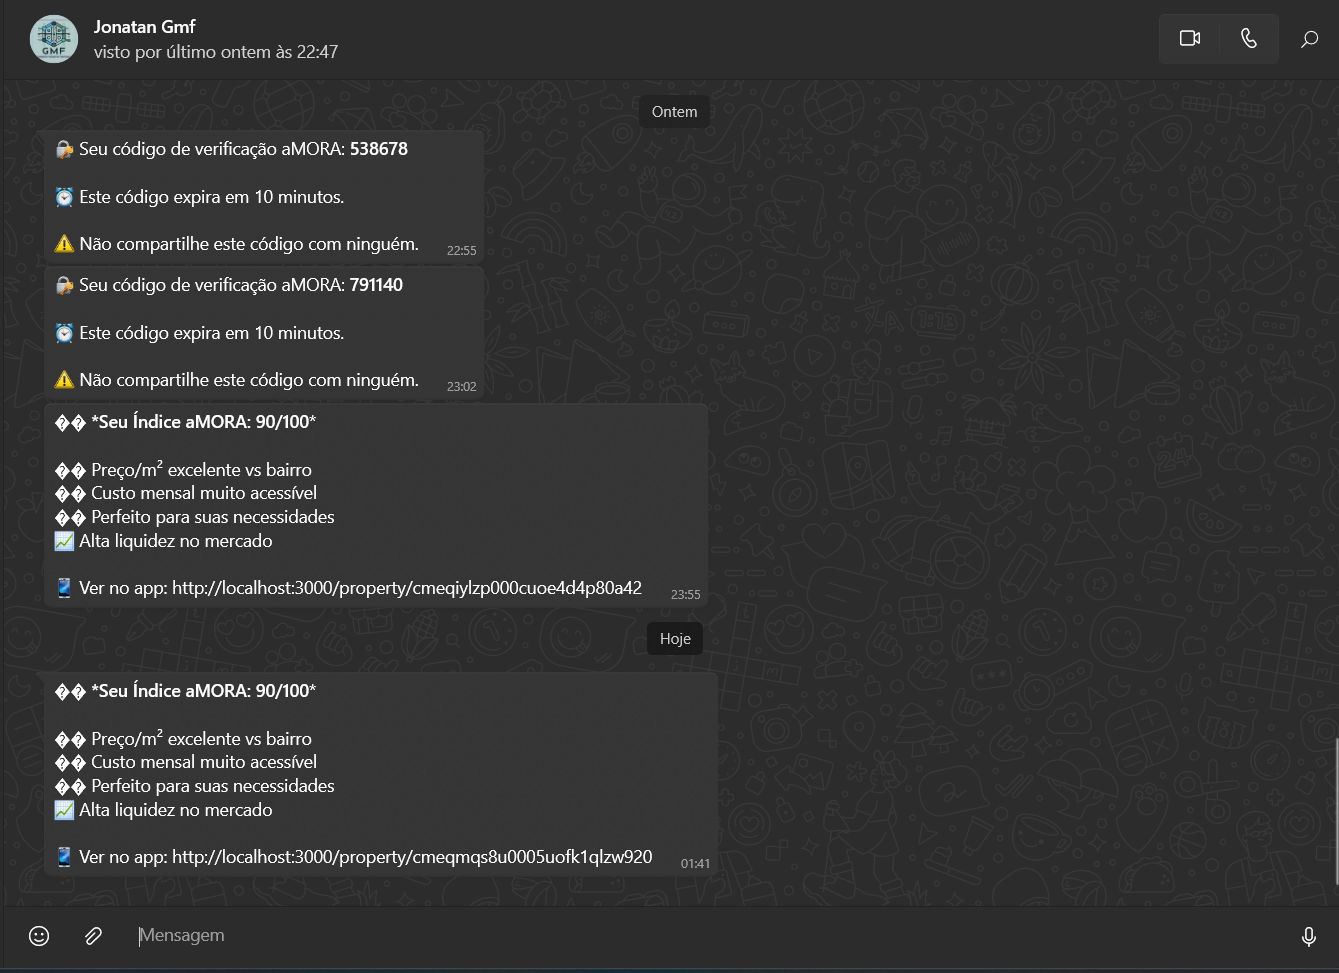 Jonatan Gmf
visto por último ontem às 22:47
GMF
Ontem
🔐 Seu código de verificação aMORA: 538678
⏰ Este código expira em 10 minutos.
⚠️ Não compartilhe este código com ninguém.
22:55
🔐 Seu código de verificação aMORA: 791140
⏰ Este código expira em 10 minutos.
⚠️ Não compartilhe este código com ninguém.
23:02
�� *Seu Índice aMORA: 90/100*
�� Preço/m² excelente vs bairro
�� Custo mensal muito acessível
�� Perfeito para suas necessidades
📈 Alta liquidez no mercado
📱 Ver no app: http://localhost:3000/property/cmeqiylzp000cuoe4d4p80a42
23:55
Hoje
�� *Seu Índice aMORA: 90/100*
�� Preço/m² excelente vs bairro
�� Custo mensal muito acessível
�� Perfeito para suas necessidades
📈 Alta liquidez no mercado
📱 Ver no app: http://localhost:3000/property/cmeqmqs8u0005uofk1qlzw920
01:41
Mensagem